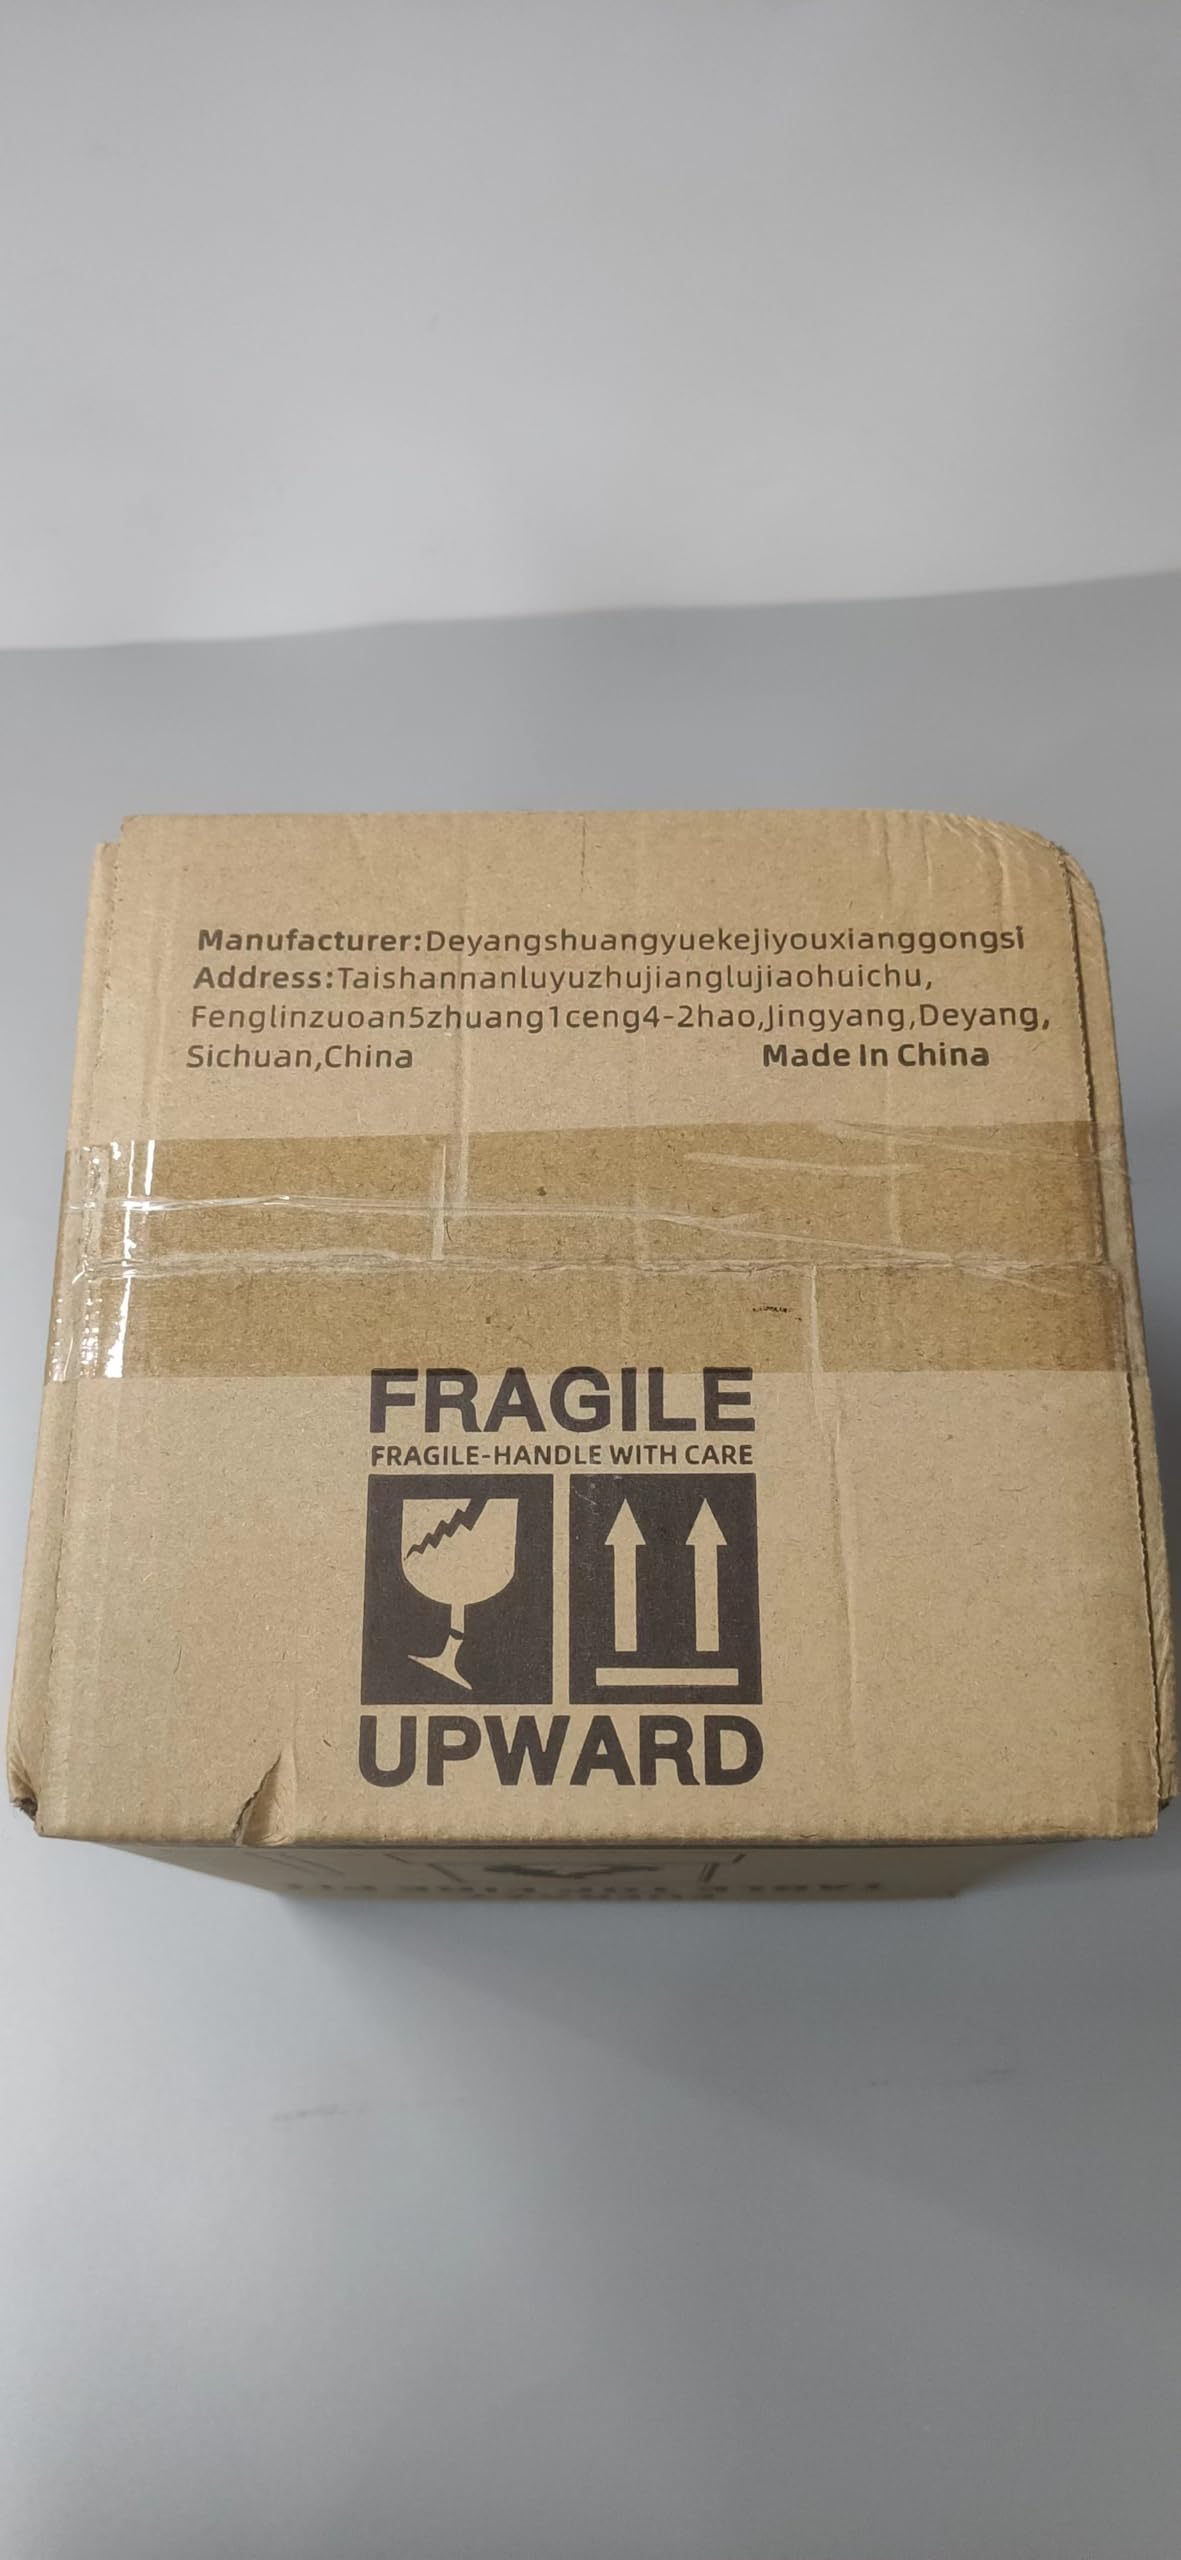 Manufacturer:Deyangshuangyuekejiyouxianggongsi
Address:Taishannanluyuzhujianglujiaohuichu,
Fenglinzuoan5zhuang1ceng4-2hao,Jingyang,Deyang,
Sichuan,China Made In China
FRAGILE
FRAGILE-HANDLE WITH CARE
UPWARD